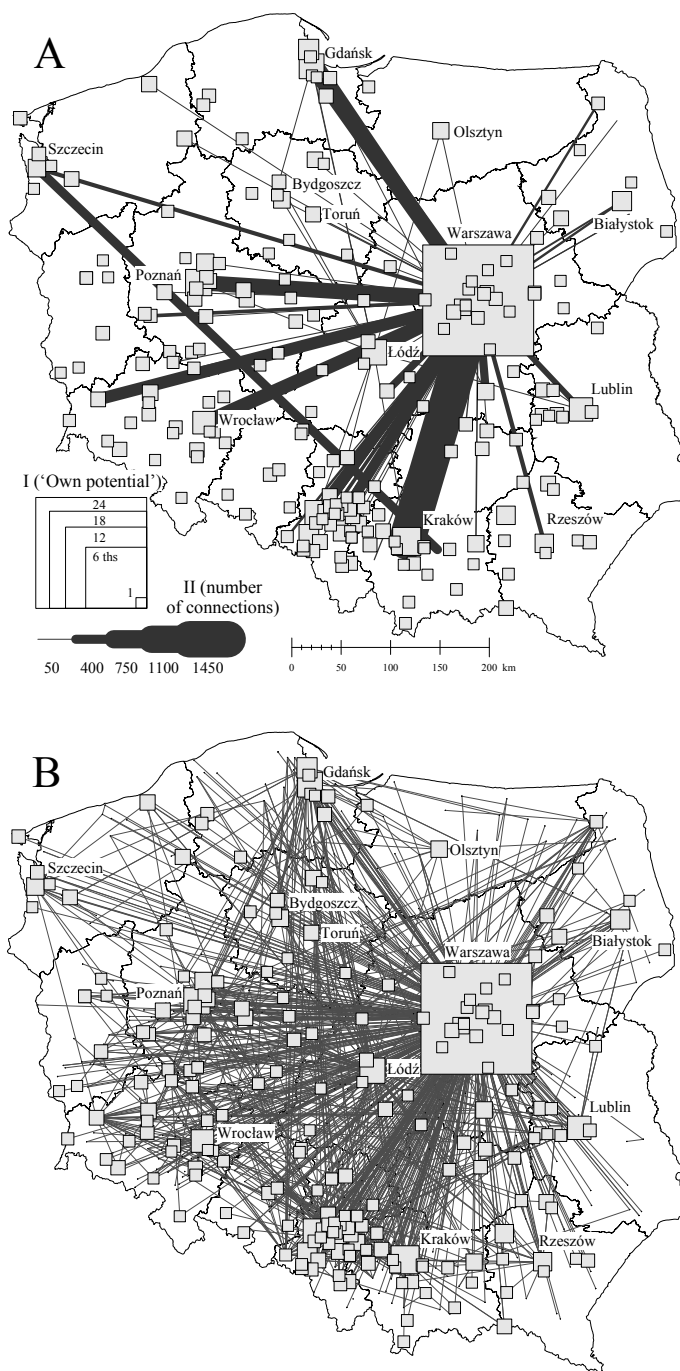 A
Gdańsk
Olsztyn
Szczecin
Bydgoszcz
Toruń
Białystok
Warszawa
Poznań
Łódź
Lublin
Wrocław
I (‘Own potential’)
24
18
12
6 ths
1
Kraków
Rzeszów
II (number
of connections)
50 400 750 1100 1450
0 50 100 150 200 km
B
Gdańsk
Olsztyn
Szczecin
Bydgoszcz
Toruń
Białystok
Warszawa
Poznań
Łódź
Lublin
Wrocław
Kraków
Rzeszów